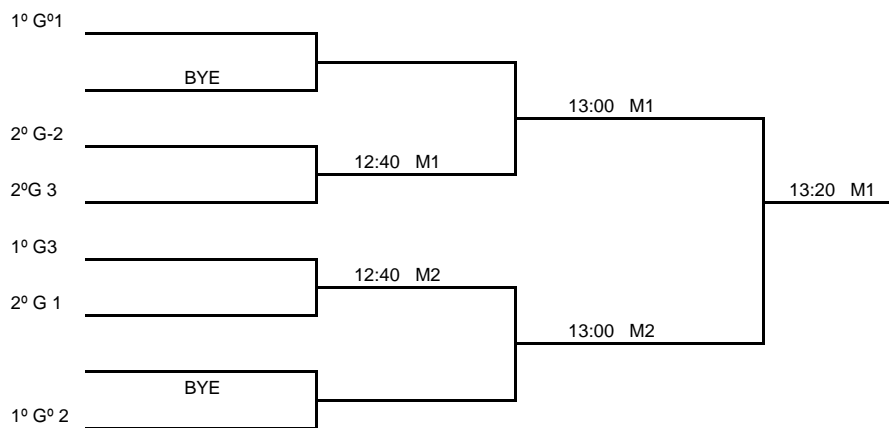 1º Gº1
BYE
13:00 M1
2º G-2
12:40 M1
2ºG 3
13:20 M1
1º G3
12:40 M2
2º G 1
13:00 M2
BYE
1º Gº 2